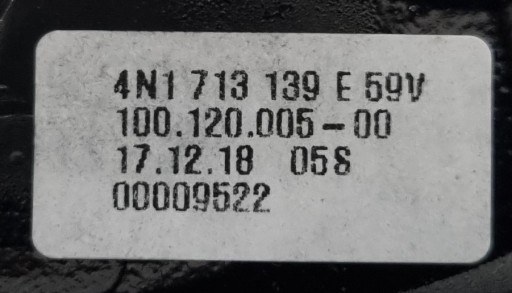 4N1 713 139 E 59V
100.120.005-00
17.12.18 05S
00009522